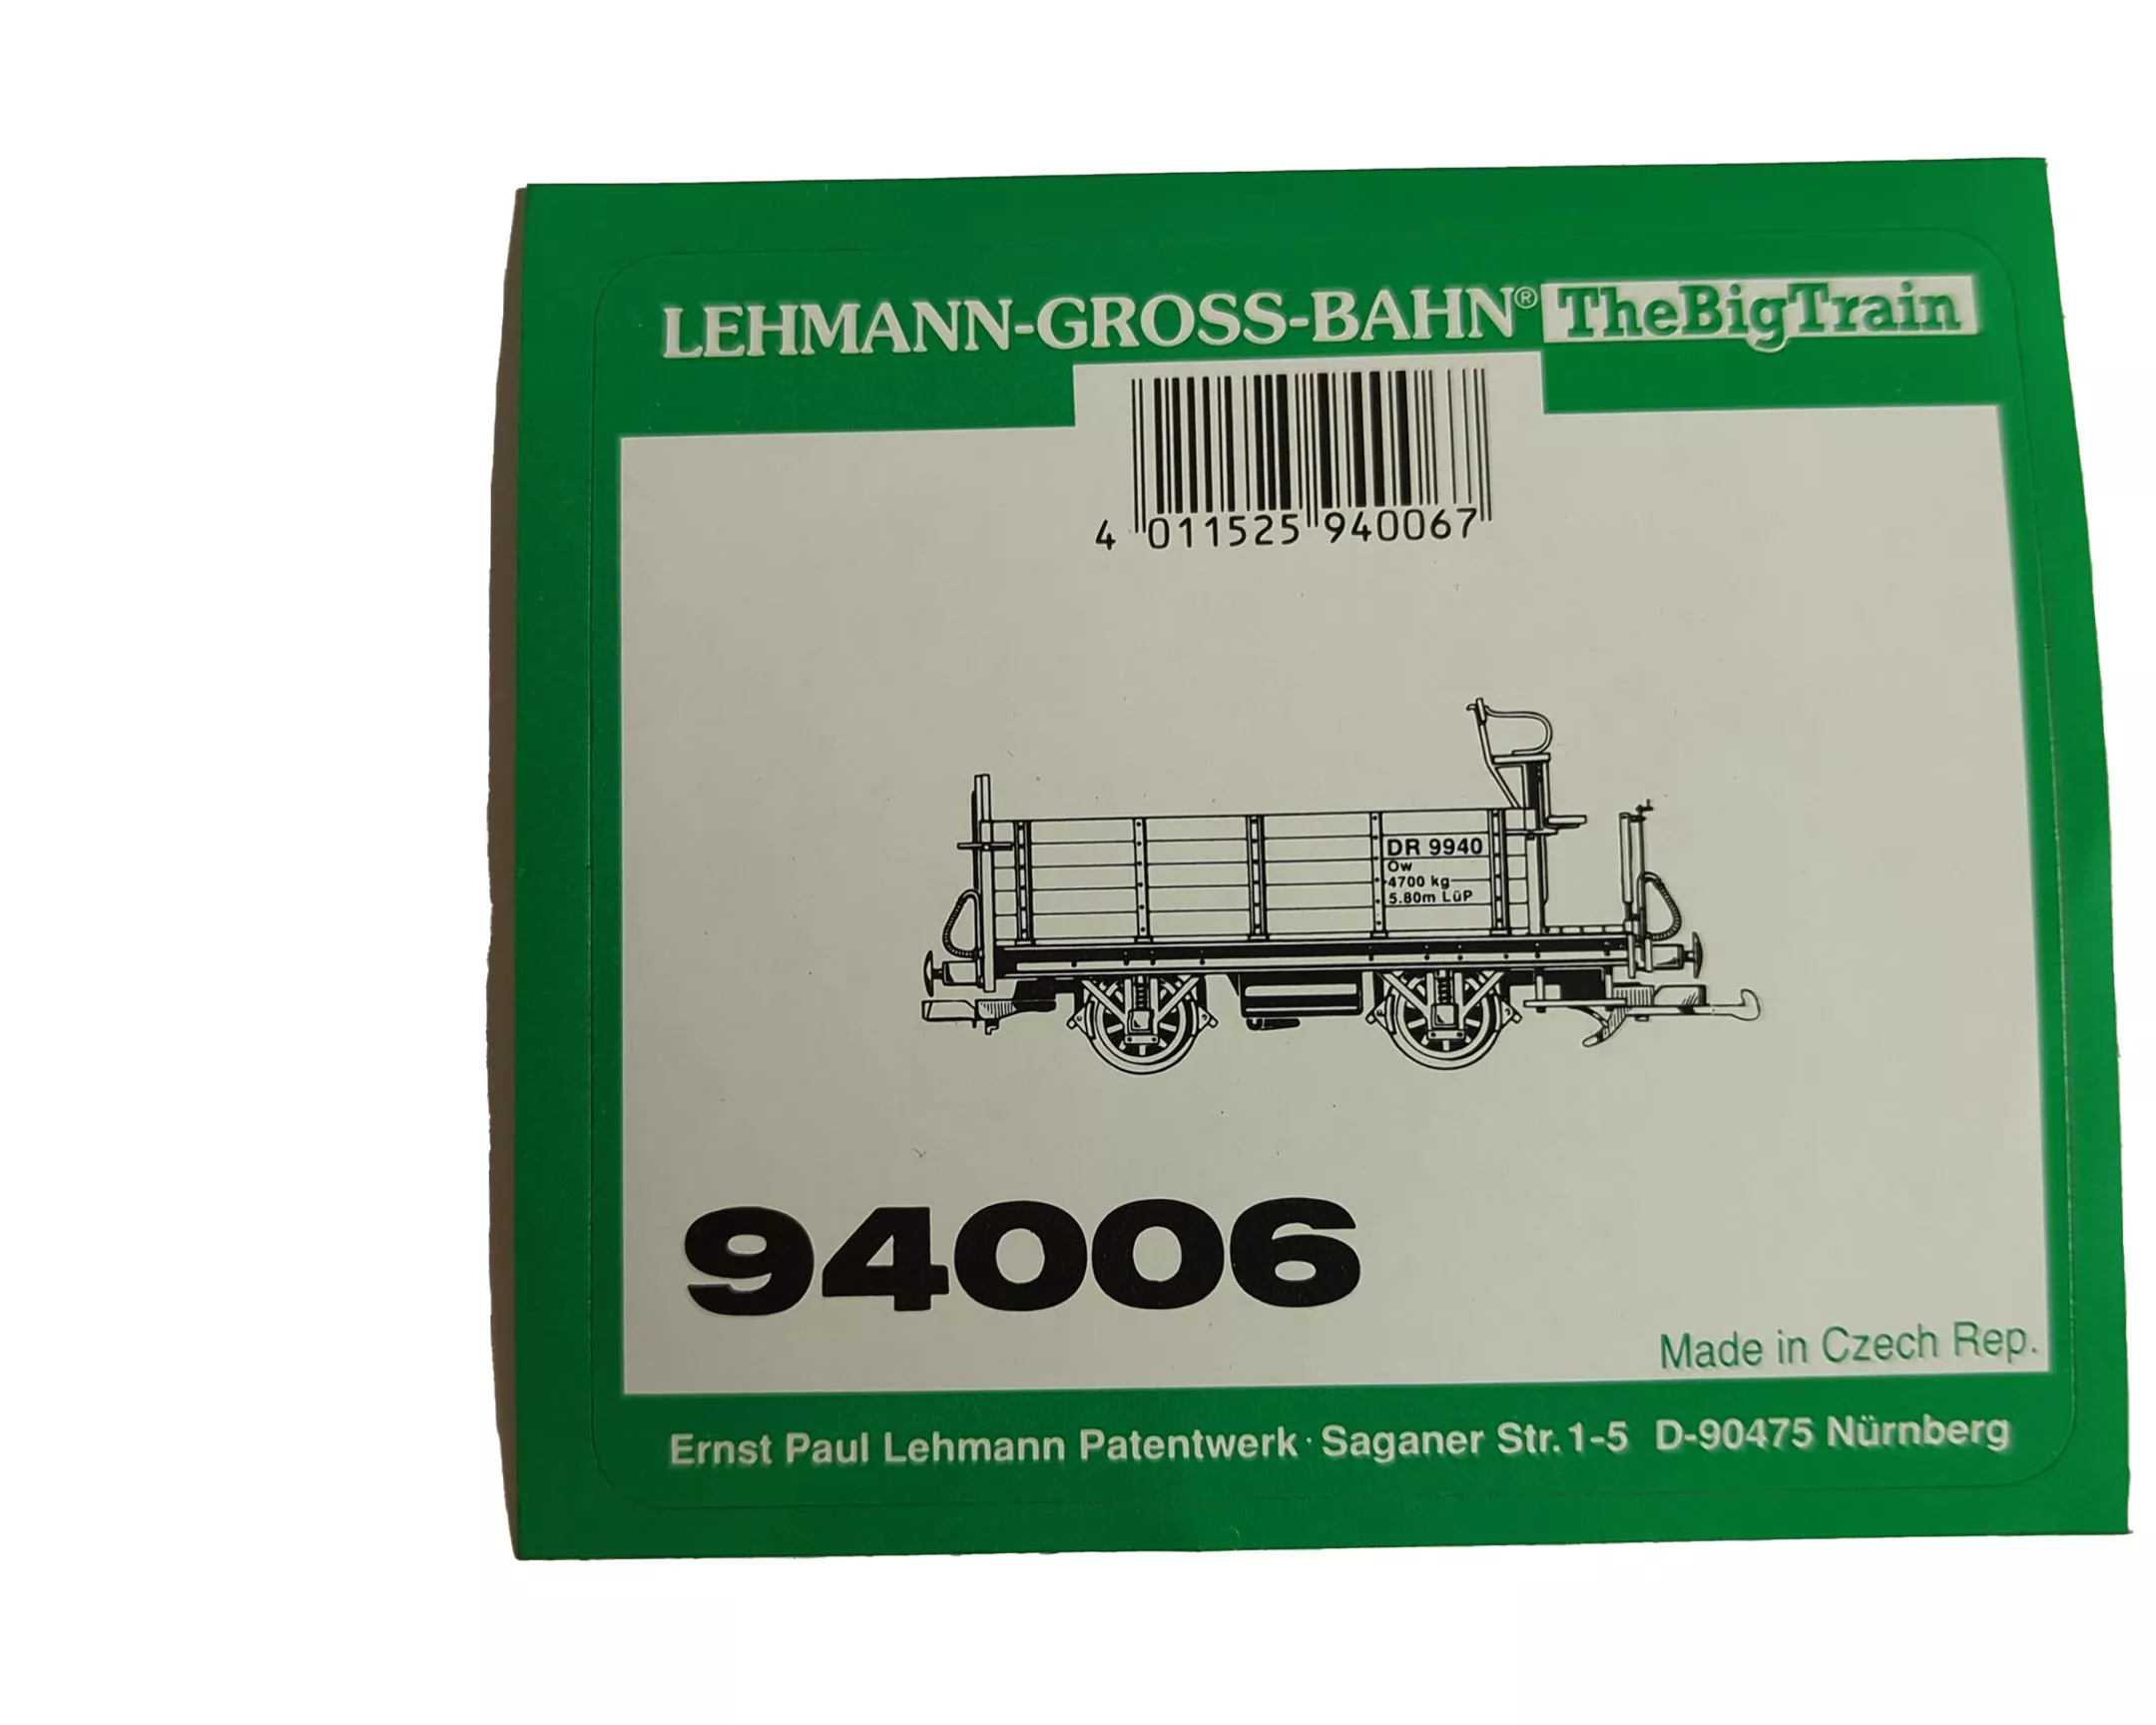 LEHMANN-GROSS-BAHN® TheBigTrain
4 011525 940067
DR 9940
Ow
4700 kg
5.80m LüP
94006
Made in Czech Rep.
Ernst Paul Lehmann Patentwerk · Saganer Str. 1-5 D-90475 Nürnberg